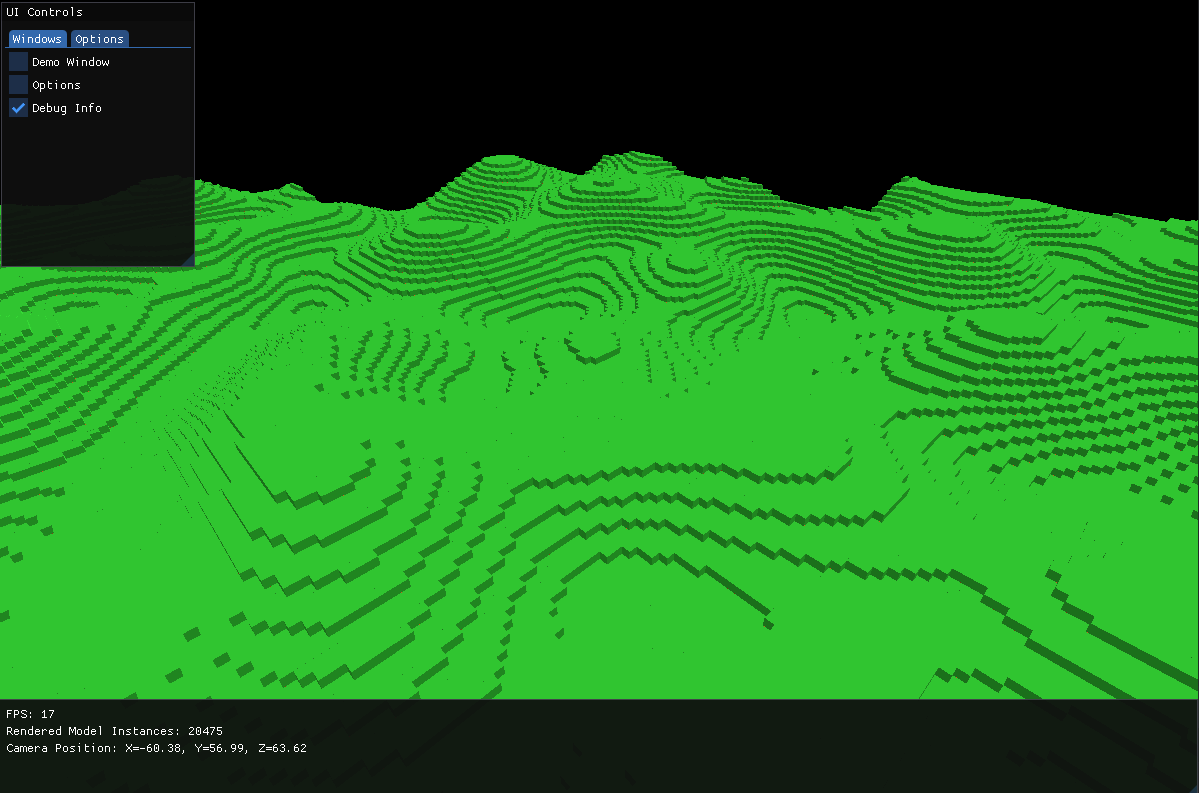 UI Controls
Windows Options
Demo Window
Options
Debug Info
FPS: 17
Rendered Model Instances: 20475
Camera Position: X=-60.38, Y=56.99, Z=63.62